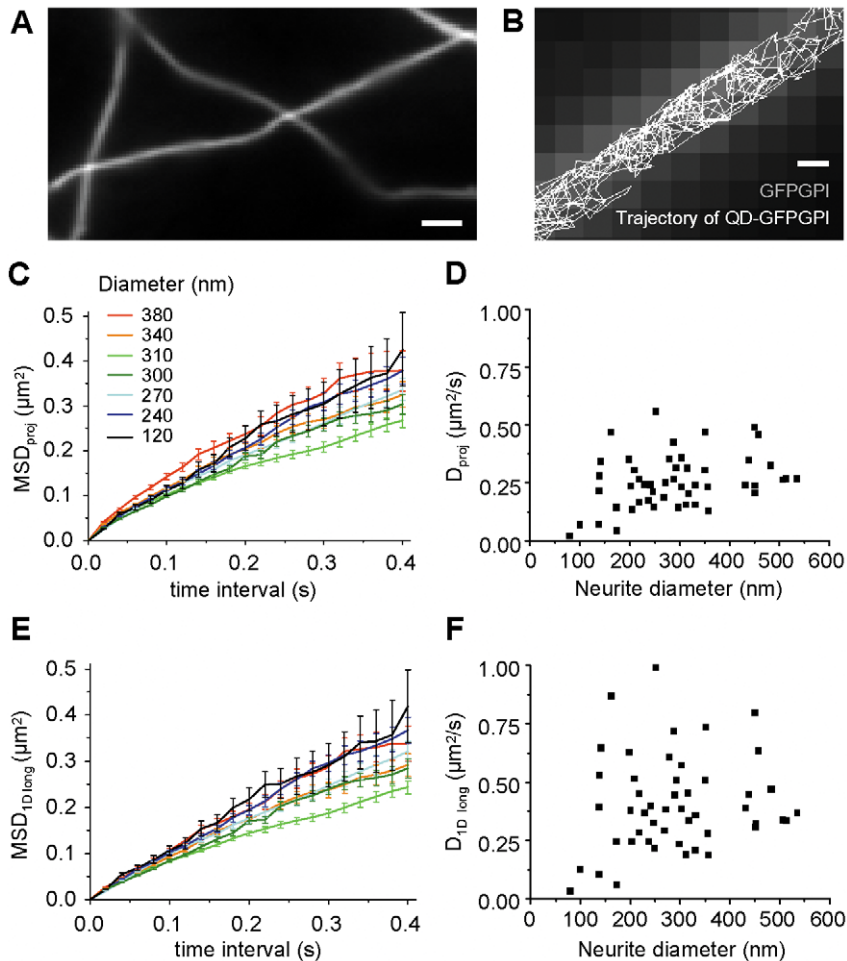 A
B
GFPGPI
Trajectory of QD-GFPGPI
C
Diameter (nm)
380
340
310
300
270
240
120
0.5
0.4
0.3
0.2
0.1
0.0
MSDproj (µm²)
0.0 0.1 0.2 0.3 0.4
time interval (s)
D
1.00
0.75
0.50
0.25
0.00
Dproj (µm²/s)
0 100 200 300 400 500 600
Neurite diameter (nm)
E
0.5
0.4
0.3
0.2
0.1
0.0
MSD1D long (µm²)
0.0 0.1 0.2 0.3 0.4
time interval (s)
F
1.00
0.75
0.50
0.25
0.00
D1D long (µm²/s)
0 100 200 300 400 500 600
Neurite diameter (nm)